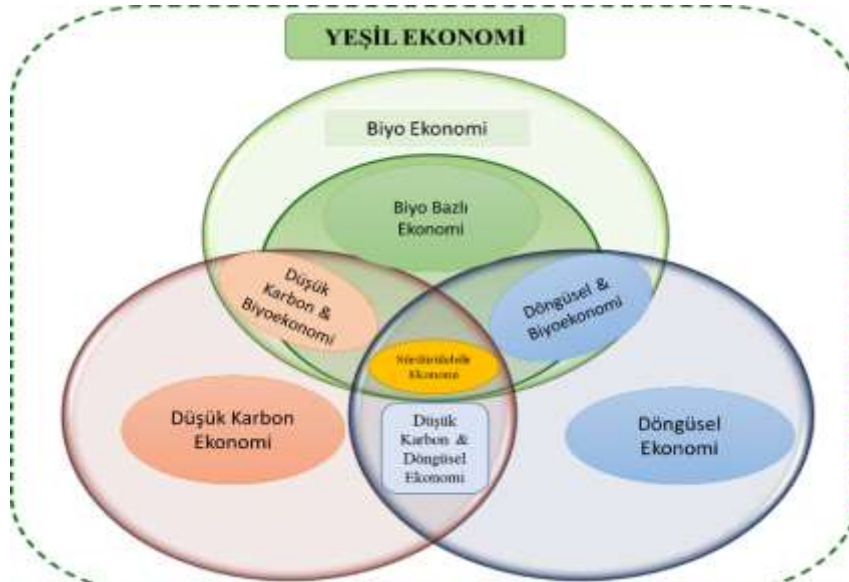 YEŞİL EKONOMİ
Biyo Ekonomi
Biyo Bazlı
Ekonomi
Düşük
Karbon &
Biyoekonomi
Döngüsel &
Biyoekonomi
Sürdürülebilir
Ekonomi
Düşük Karbon
Ekonomi
Düşük
Karbon &
Döngüsel
Ekonomi
Döngüsel
Ekonomi